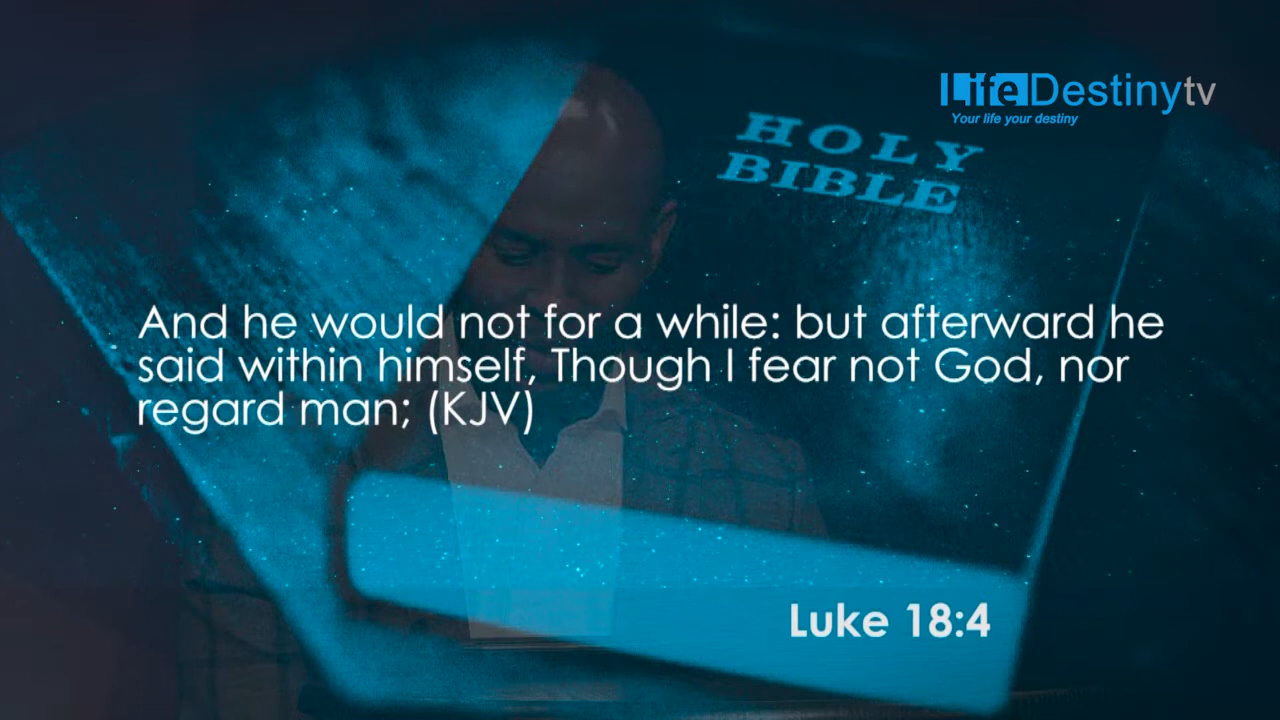 LifeDestinytv
Your life your destiny
HOLY
BIBLE
And he would not for a while: but afterward he
said within himself, Though I fear not God, nor
regard man; (KJV)
Luke 18:4